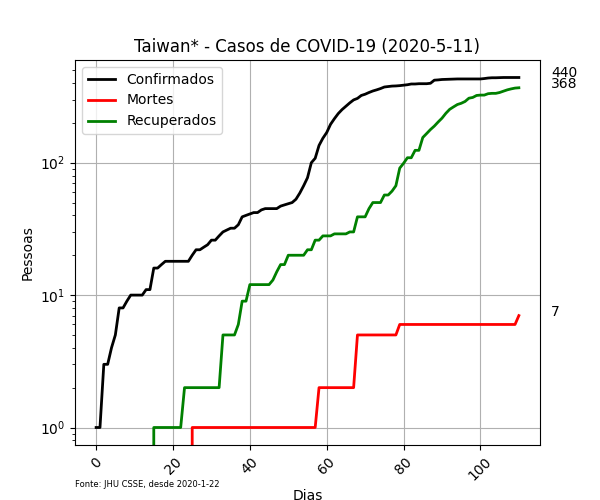 Taiwan* - Casos de COVID-19 (2020-5-11)
Confirmados
Mortes
Recuperados
440
368
7
Pessoas
10²
10¹
10⁰
0
20
40
60
80
100
Fonte: JHU CSSE, desde 2020-1-22
Dias